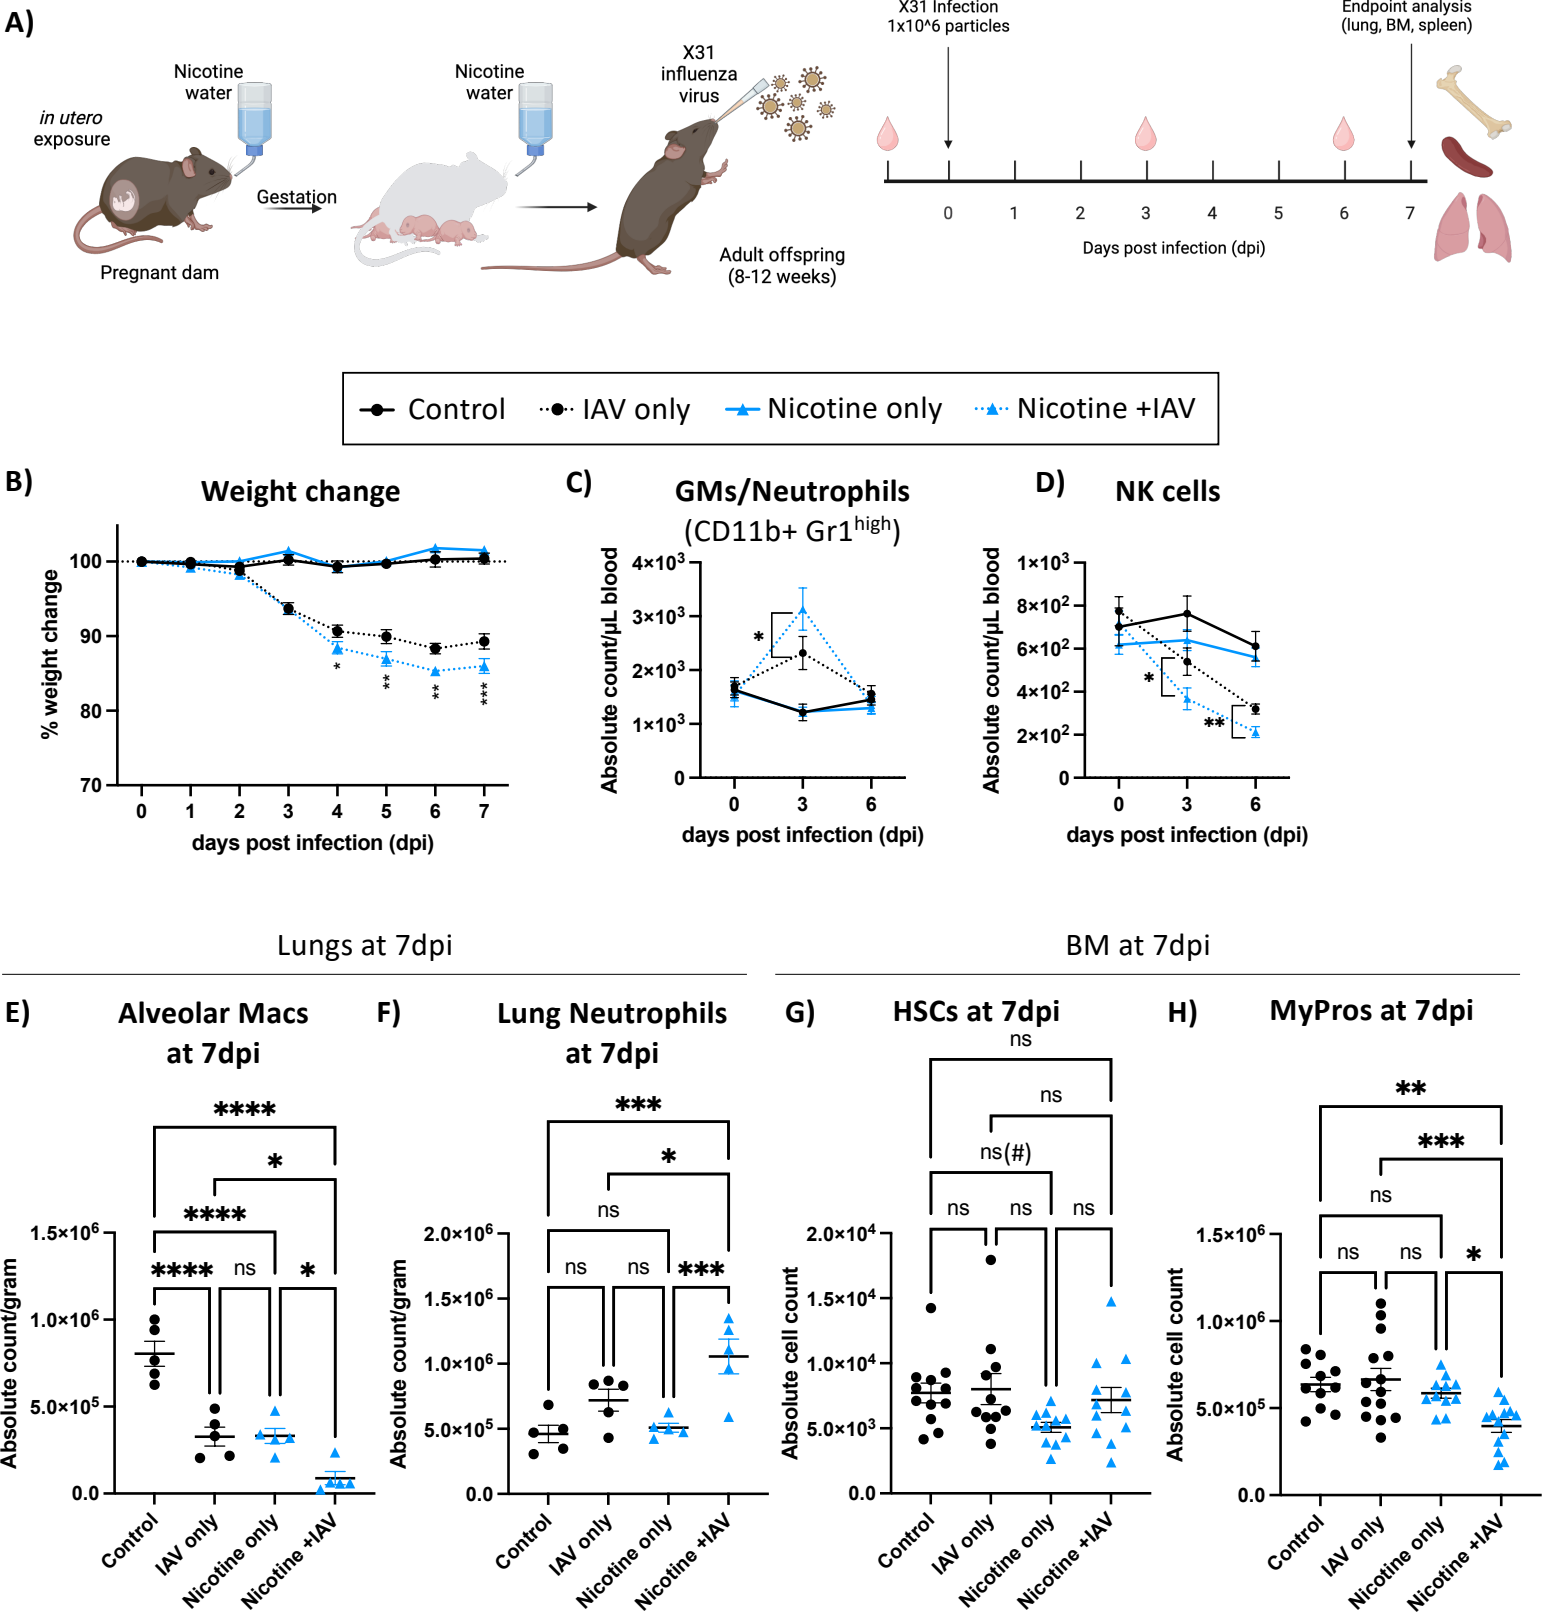 A)
in utero
exposure
Nicotine
water
Gestation
Pregnant dam
Nicotine
water
X31
influenza
virus
Adult offspring
(8-12 weeks)
X31 Infection
1x10^6 particles
Endpoint analysis
(lung, BM, spleen)
0 1 2 3 4 5 6 7
Days post infection (dpi)
Control IAV only Nicotine only Nicotine +IAV
B)
Weight change
% weight change
100
90
80
70
* ** ** ***
0 1 2 3 4 5 6 7
days post infection (dpi)
C)
GMs/Neutrophils
(CD11b+ Gr1high)
Absolute count/µL blood
4×10³
3×10³
2×10³
1×10³
0
*
0 3 6
days post infection (dpi)
D)
NK cells
Absolute count/µL blood
1×10³
8×10²
6×10²
4×10²
2×10²
0
*
**
0 3 6
days post infection (dpi)
Lungs at 7dpi
BM at 7dpi
E)
Alveolar Macs
at 7dpi
****
*
****
**** ns *
Absolute count/gram
1.5×10⁶
1.0×10⁶
5.0×10⁵
0.0
Control
IAV only
Nicotine only
Nicotine +IAV
F)
Lung Neutrophils
at 7dpi
***
*
ns
ns ns ***
Absolute count/gram
2.0×10⁶
1.5×10⁶
1.0×10⁶
5.0×10⁵
0.0
Control
IAV only
Nicotine only
Nicotine +IAV
G)
HSCs at 7dpi
ns
ns
ns(#)
ns ns ns
Absolute cell count
2.0×10⁴
1.5×10⁴
1.0×10⁴
5.0×10³
0.0
Control
IAV only
Nicotine only
Nicotine +IAV
H)
MyPros at 7dpi
**
***
ns
ns ns *
Absolute cell count
1.5×10⁶
1.0×10⁶
5.0×10⁵
0.0
Control
IAV only
Nicotine only
Nicotine +IAV